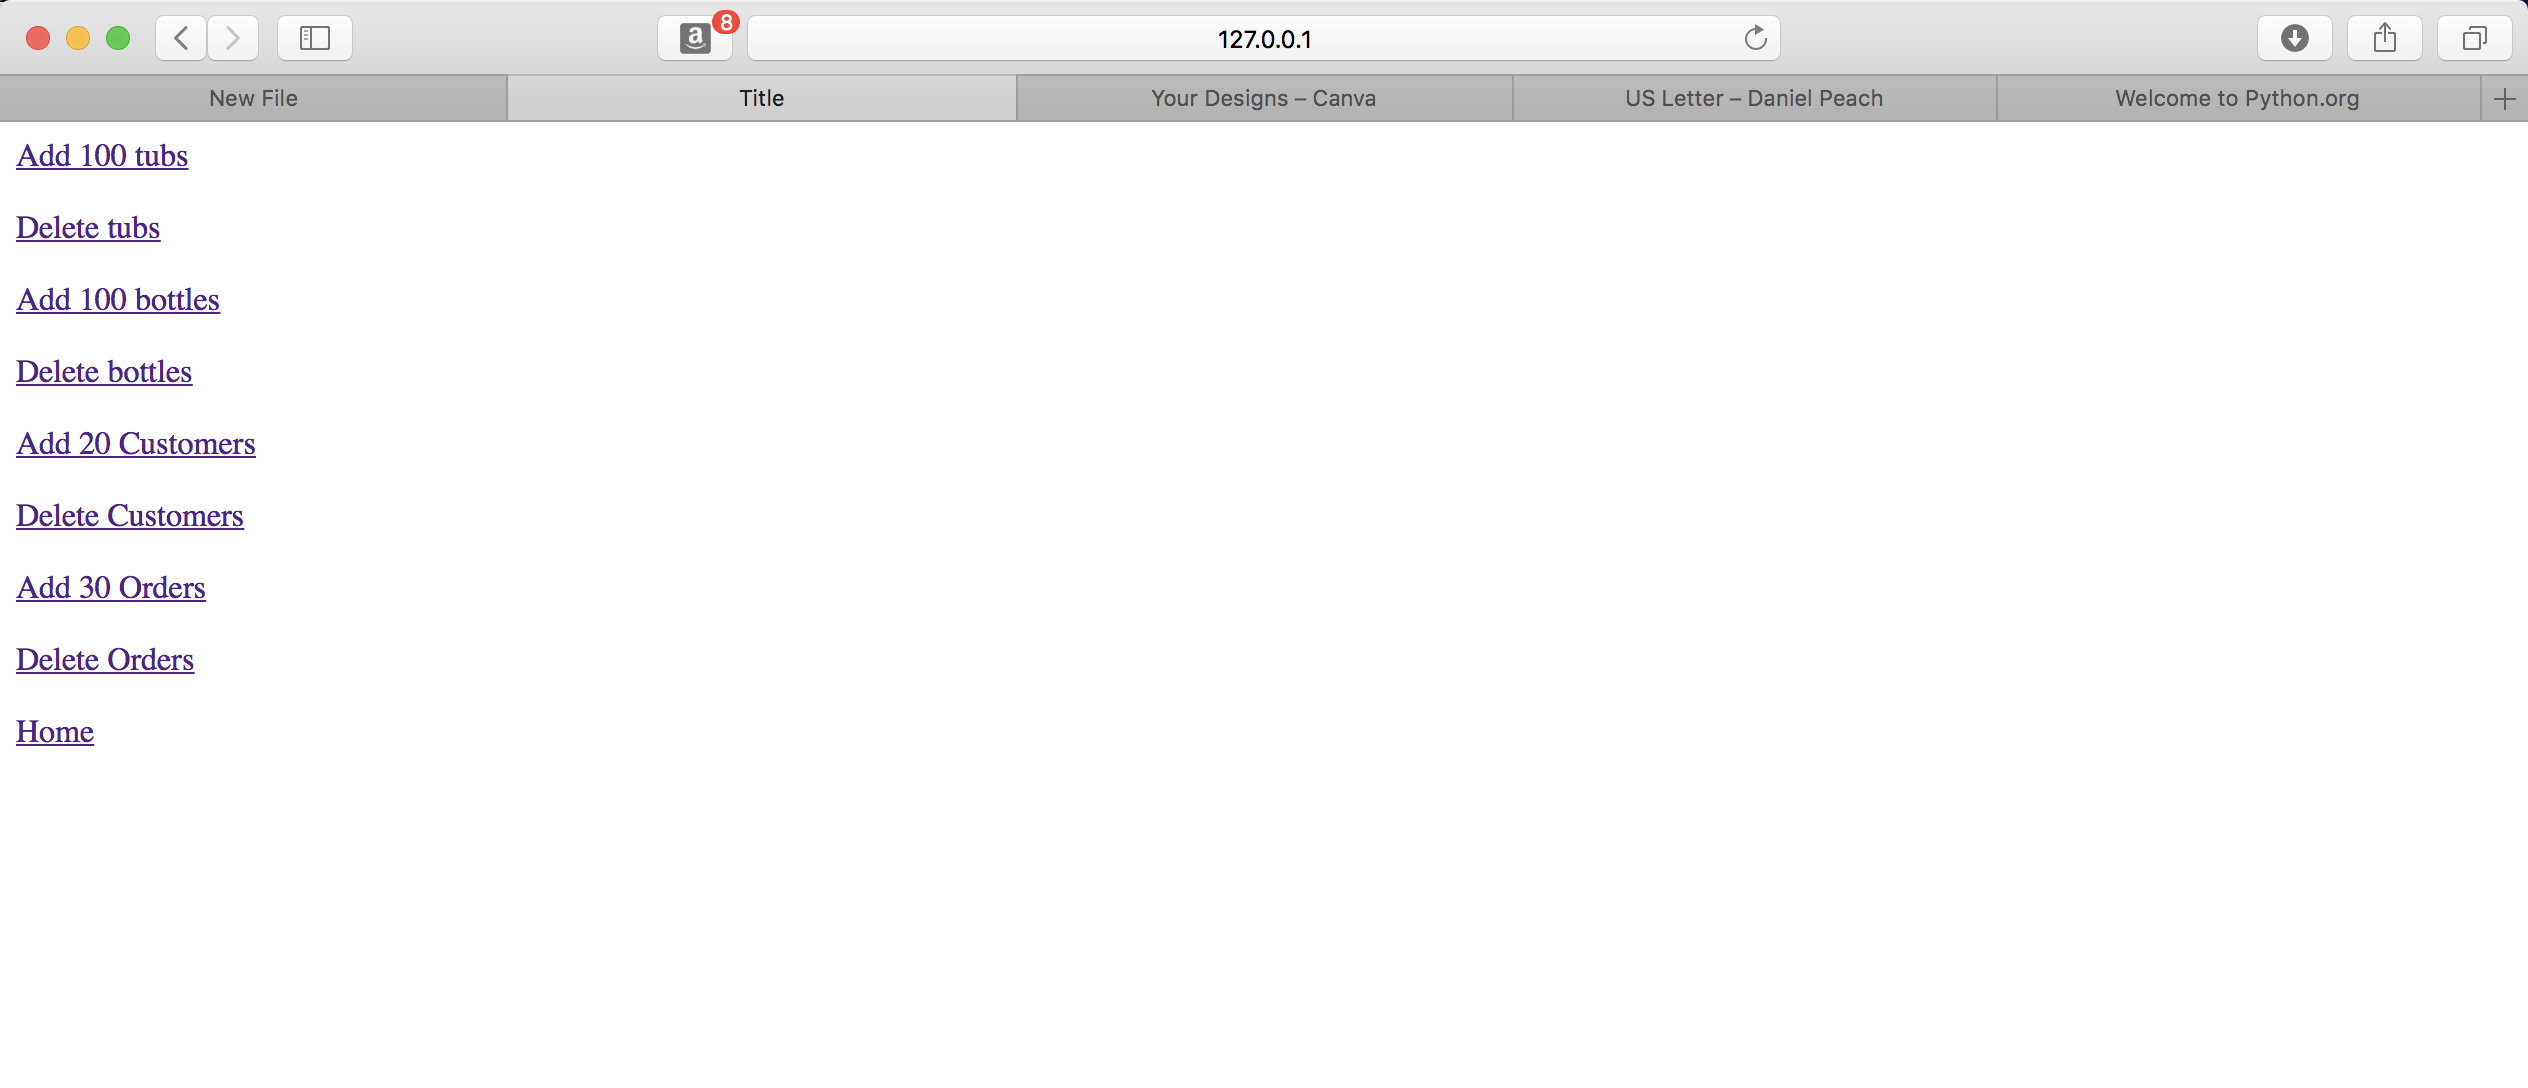 a 8
127.0.0.1
New File
Title
Your Designs – Canva
US Letter – Daniel Peach
Welcome to Python.org
Add 100 tubs
Delete tubs
Add 100 bottles
Delete bottles
Add 20 Customers
Delete Customers
Add 30 Orders
Delete Orders
Home